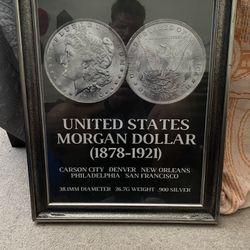 UNITED STATES
MORGAN DOLLAR
(1878-1921)
CARSON CITY DENVER NEW ORLEANS
PHILADELPHIA SAN FRANCISCO
38.1MM DIAMETER 26.7G WEIGHT .900 SILVER